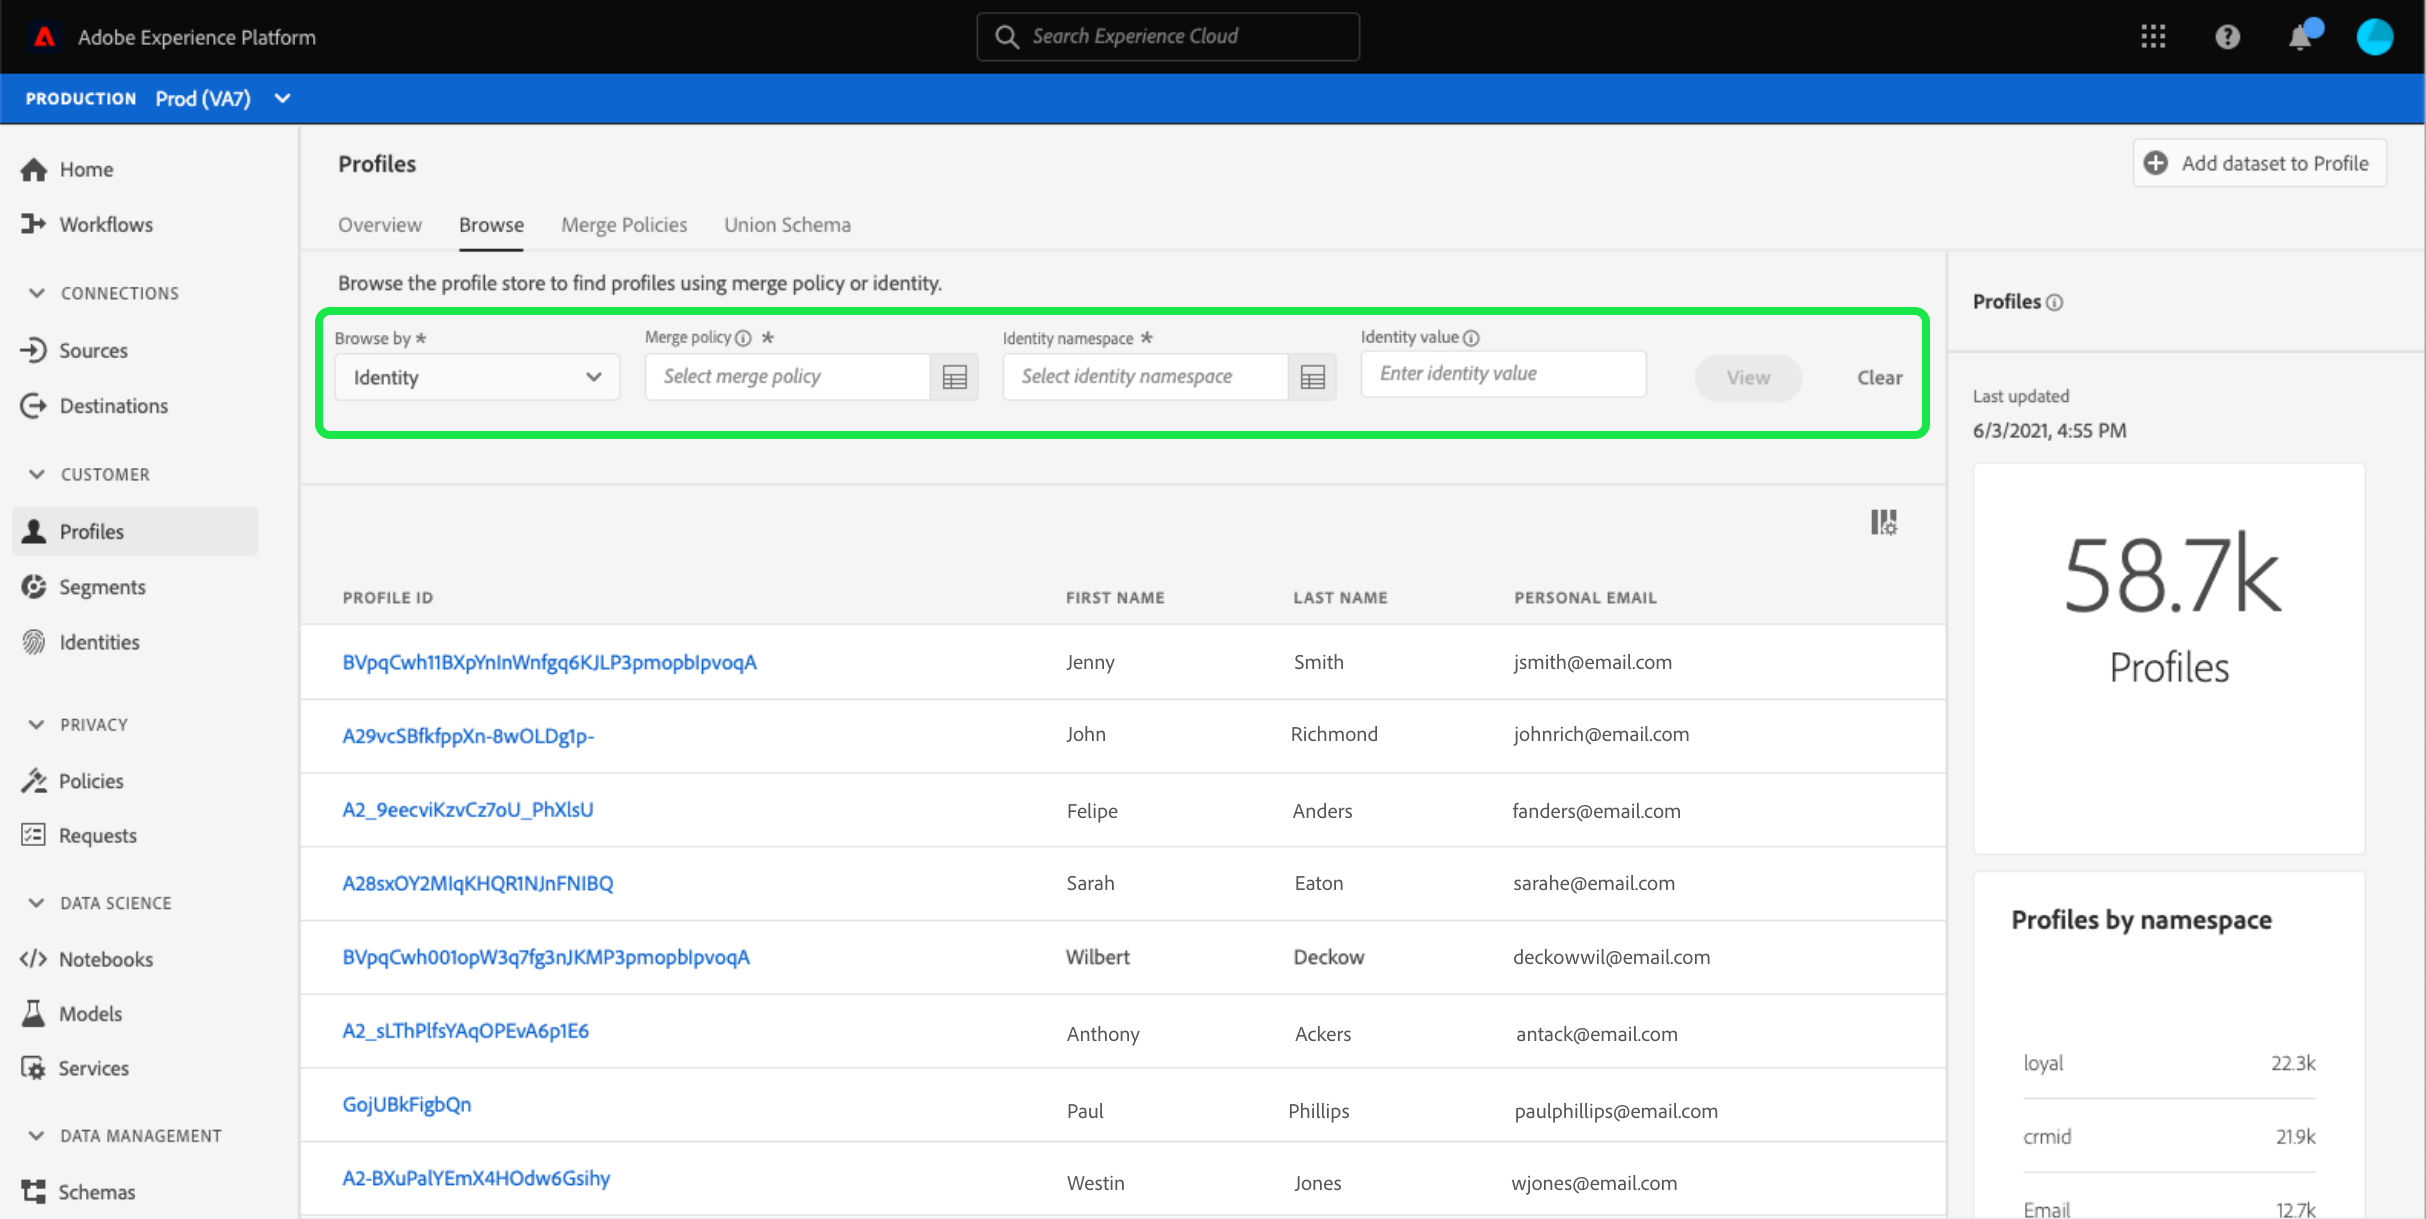 Adobe Experience Platform
Search Experience Cloud
PRODUCTION Prod (VA7)
Home
Workflows
CONNECTIONS
Sources
Destinations
CUSTOMER
Profiles
Segments
Identities
PRIVACY
Policies
Requests
DATA SCIENCE
Notebooks
Models
Services
DATA MANAGEMENT
Schemas
Profiles
Add dataset to Profile
Overview Browse Merge Policies Union Schema
Browse the profile store to find profiles using merge policy or identity.
Browse by * Merge policy * Identity namespace * Identity value
Identity Select merge policy Select identity namespace Enter identity value View Clear
PROFILE ID FIRST NAME LAST NAME PERSONAL EMAIL
BVpqCwh11BXpYnInWnfgq6KJLP3pmopbIpvoqA Jenny Smith jsmith@email.com
A29vcSBfkfppXn-8wOLDg1p- John Richmond johnrich@email.com
A2_9eecviKzvCz7oU_PhXlsU Felipe Anders fanders@email.com
A28sxOY2MIqKHQR1NJnFNIBQ Sarah Eaton sarahe@email.com
BVpqCwh001opW3q7fg3nJKMP3pmopbIpvoqA Wilbert Deckow deckowwil@email.com
A2_sLThPlfsYAqOPEvA6p1E6 Anthony Ackers antack@email.com
GojUBkFigbQn Paul Phillips paulphillips@email.com
A2-BXuPalYEmX4HOdw6Gsihy Westin Jones wjones@email.com
Profiles
Last updated
6/3/2021, 4:55 PM
58.7k
Profiles
Profiles by namespace
loyal 22.3k
crmid 21.9k
Email 12.7k